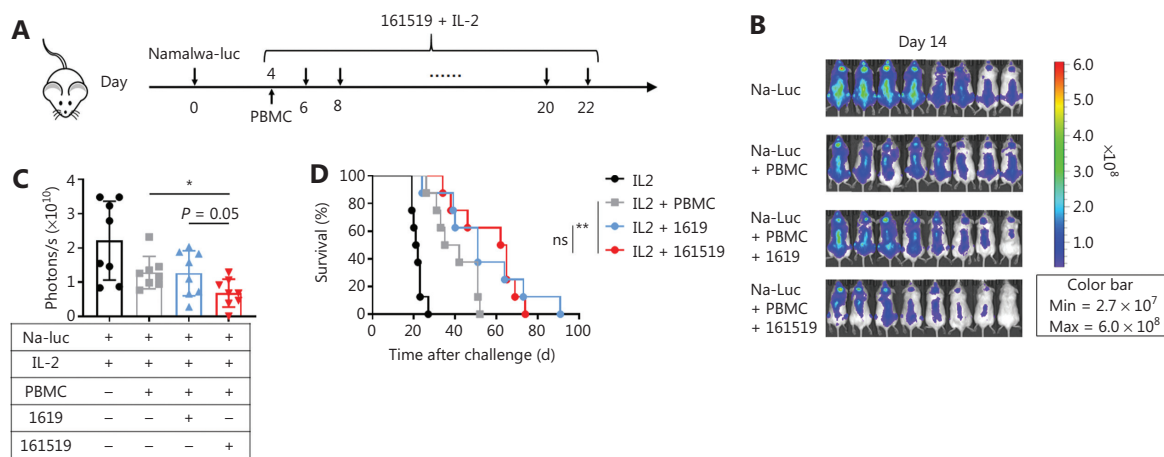 A
161519 + IL-2
Namalwa-luc
Day
4
0
PBMC
6
8
......
20
22
B
Day 14
Na-Luc
Na-Luc
+ PBMC
Na-Luc
+ PBMC
+ 1619
Na-Luc
+ PBMC
+ 161519
6.0
4.0
3.0
2.0
1.0
×10⁸
Color bar
Min = 2.7 × 10⁷
Max = 6.0 × 10⁸
C
Photons/s (×10¹⁰)
4
3
2
1
0
*
P = 0.05
Na-luc + + + +
IL-2 + + + +
PBMC – + + +
1619 – – + –
161519 – – – +
D
Survival (%)
100
80
60
40
20
0
0 20 40 60 80 100
Time after challenge (d)
IL2
IL2 + PBMC
IL2 + 1619
IL2 + 161519
ns
**